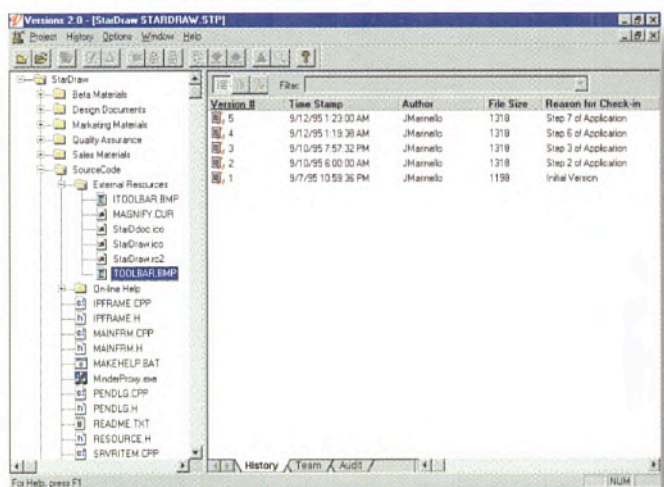 Versions 2.0 - [StarDraw STARDRAW.STP]
Project History Options Window Help
StarDraw
Beta Materials
Design Documents
Marketing Materials
Quality Assurance
Sales Materials
SourceCode
External Resources
ITOOLBAR.BMP
MAGNIFY.CUR
StarDdoc.ico
StarDraw.ico
StarDraw.rc2
TOOLBAR.BMP
On-line Help
IPFRAME.CPP
IPFRAME.H
MAINFRM.CPP
MAINFRM.H
MAKEHELP.BAT
MinderProxy.exe
PENDLG.CPP
PENDLG.H
README.TXT
RESOURCE.H
SRVRITEM.CPP
Filter:
Version # Time Stamp Author File Size Reason for Check-in
5 9/12/95 1:23:00 AM JMarnello 1318 Step 7 of Application
4 9/12/95 1:19:38 AM JMarnello 1318 Step 6 of Application
3 9/10/95 7:57:32 PM JMarnello 1318 Step 3 of Application
2 9/10/95 6:00:00 AM JMarnello 1318 Step 2 of Application
1 9/7/95 10:59:36 PM JMarnello 1198 Initial Version
History Team Audit
For Help, press F1
NUM